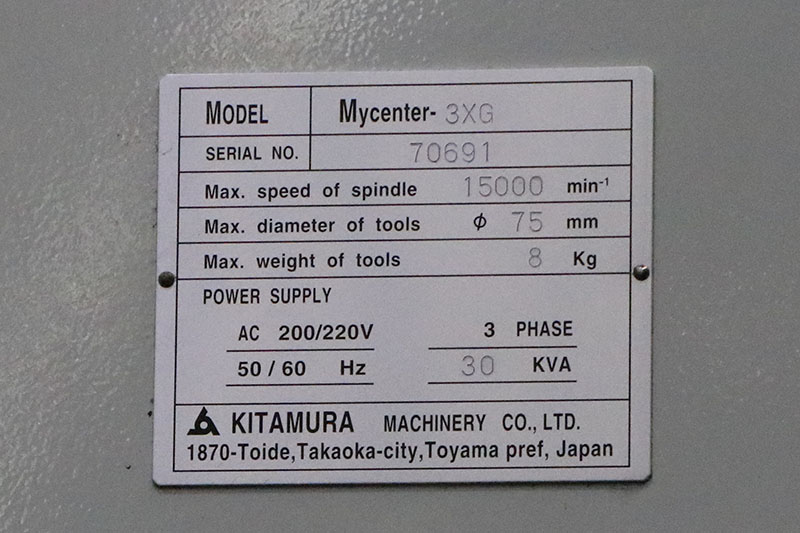 MODEL Mycenter- 3XG
SERIAL NO. 70691
Max. speed of spindle 15000 min⁻¹
Max. diameter of tools ϕ 75 mm
Max. weight of tools 8 Kg
POWER SUPPLY
AC 200/220V 3 PHASE
50 / 60 Hz 30 KVA
KITAMURA MACHINERY CO., LTD.
1870-Toide,Takaoka-city,Toyama pref, Japan